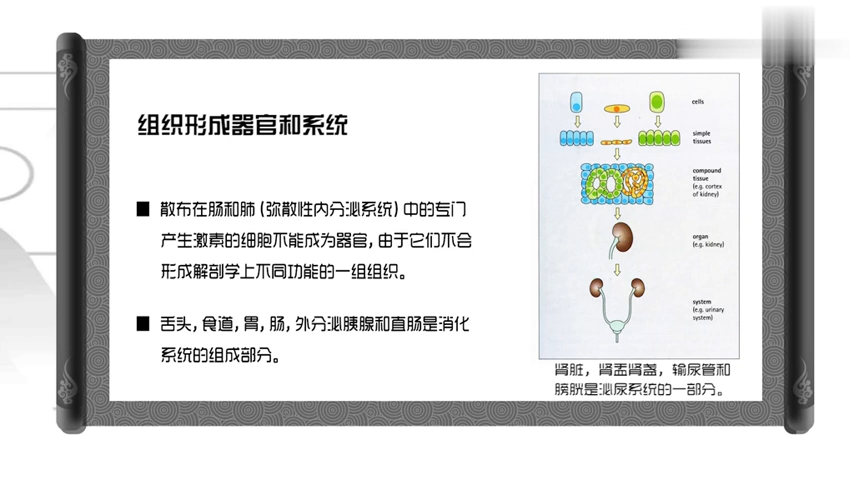 组织形成器官和系统
■ 散布在肠和肺（弥散性内分泌系统）中的专门
产生激素的细胞不能成为器官，由于它们不会
形成解剖学上不同功能的一组组织。
■ 舌头，食道，胃，肠，外分泌胰腺和直肠是消化
系统的组成部分。
cells
simple
tissues
compound
tissue
(e.g. cortex
of kidney)
organ
(e.g. kidney)
system
(e.g. urinary
system)
肾脏，肾盂肾盏，输尿管和
膀胱是泌尿系统的一部分。